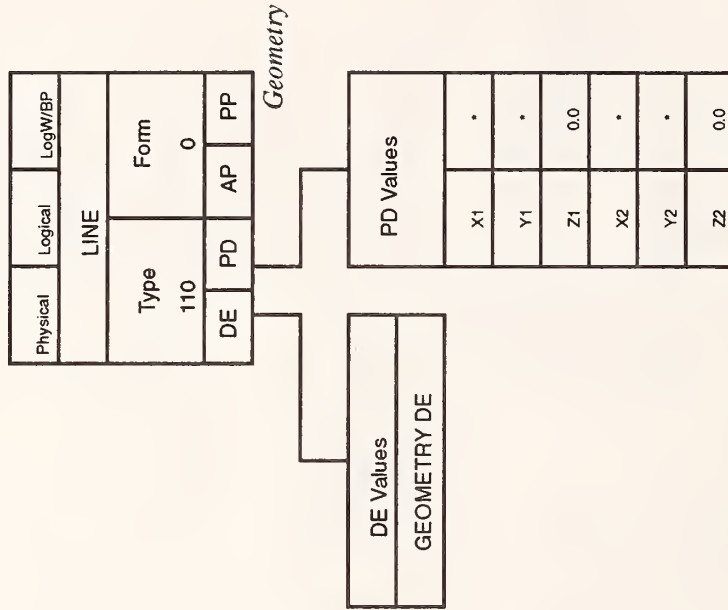 Physical Logical LogW/BP
LINE
Type Form
110 0
DE PD AP PP
Geometry
DE Values
GEOMETRY DE
PD Values
X1 *
Y1 *
Z1 0.0
X2 *
Y2 *
Z2 0.0